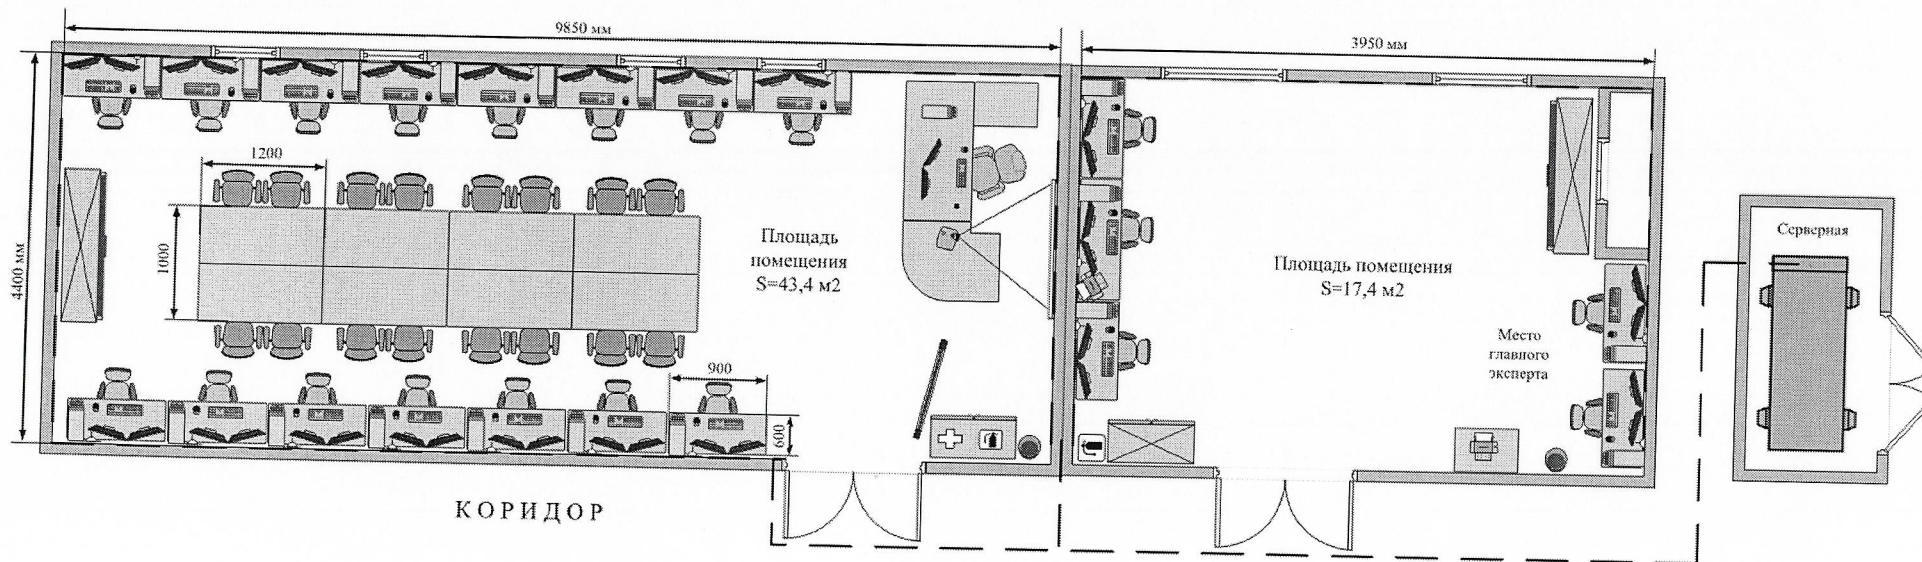 9850 мм
3950 мм
4400 мм
1200
1000
Площадь
помещения
S=43,4 м2
Площадь помещения
S=17,4 м2
Серверная
Место
главного
эксперта
900
600
КОРИДОР